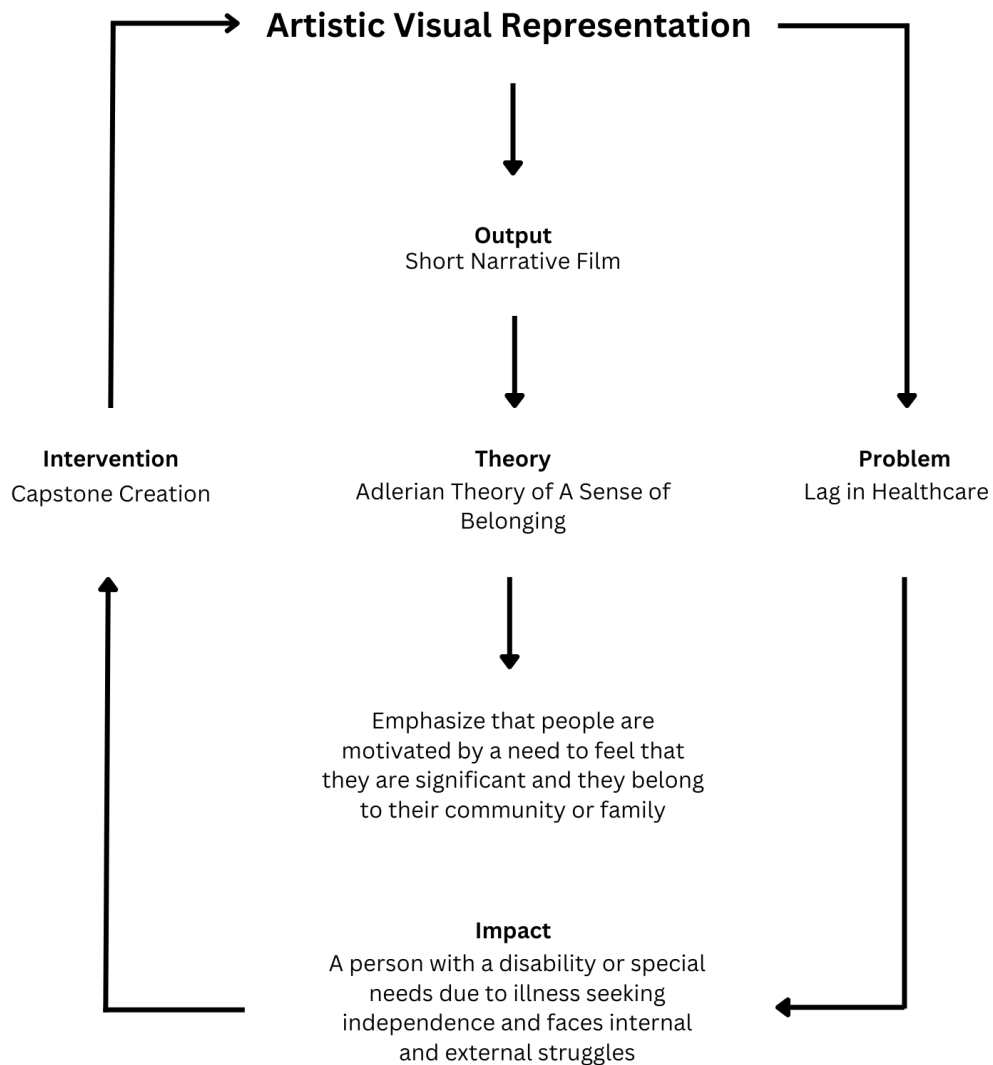 Artistic Visual Representation
Output
Short Narrative Film
Intervention
Capstone Creation
Theory
Adlerian Theory of A Sense of
Belonging
Problem
Lag in Healthcare
Emphasize that people are
motivated by a need to feel that
they are significant and they belong
to their community or family
Impact
A person with a disability or special
needs due to illness seeking
independence and faces internal
and external struggles